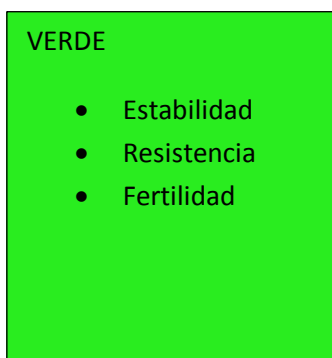 VERDE
• Estabilidad
• Resistencia
• Fertilidad